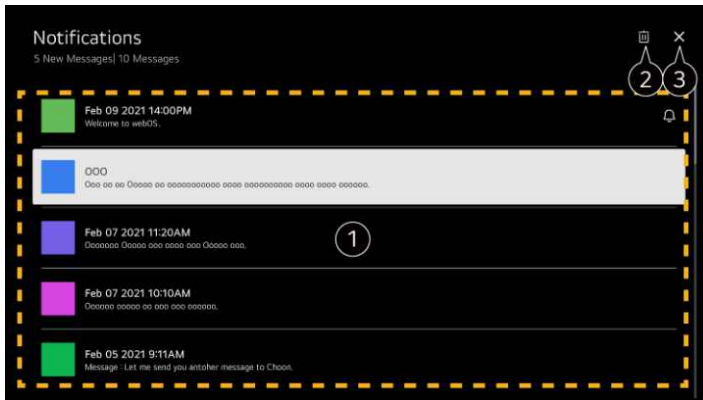 Notifications
5 New Messages| 10 Messages
2 3
Feb 09 2021 14:00PM
Welcome to webOS.
OOO
Ooo oo oo Ooooo oo ooooooooooo oooo oooooooooo oooo oooo oooooo.
Feb 07 2021 11:20AM
Ooooooo Ooooo ooo oooo ooo Ooooo ooo.
1
Feb 07 2021 10:10AM
Oooooo ooooo oo ooo ooo oooooo.
Feb 05 2021 9:11AM
Message : Let me send you antoher message to Choon.